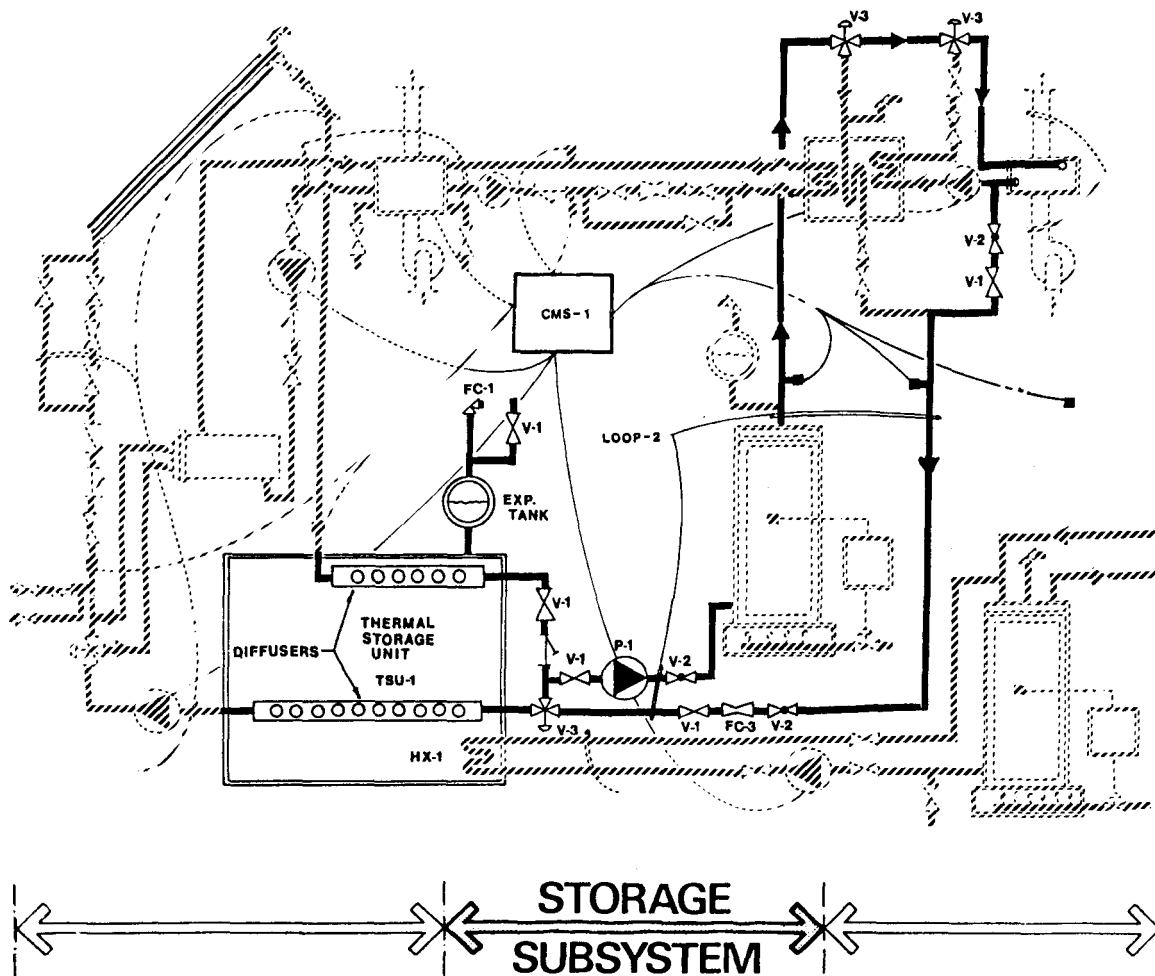 V-3
V-3
V-2
V-1
CMS-1
FC-1
V-1
LOOP-2
EXP.
TANK
V-1
THERMAL
STORAGE
UNIT
DIFFUSERS
TSU-1
V-1
P-1
V-2
V-3
V-1
FC-3
V-2
HX-1
STORAGE
SUBSYSTEM